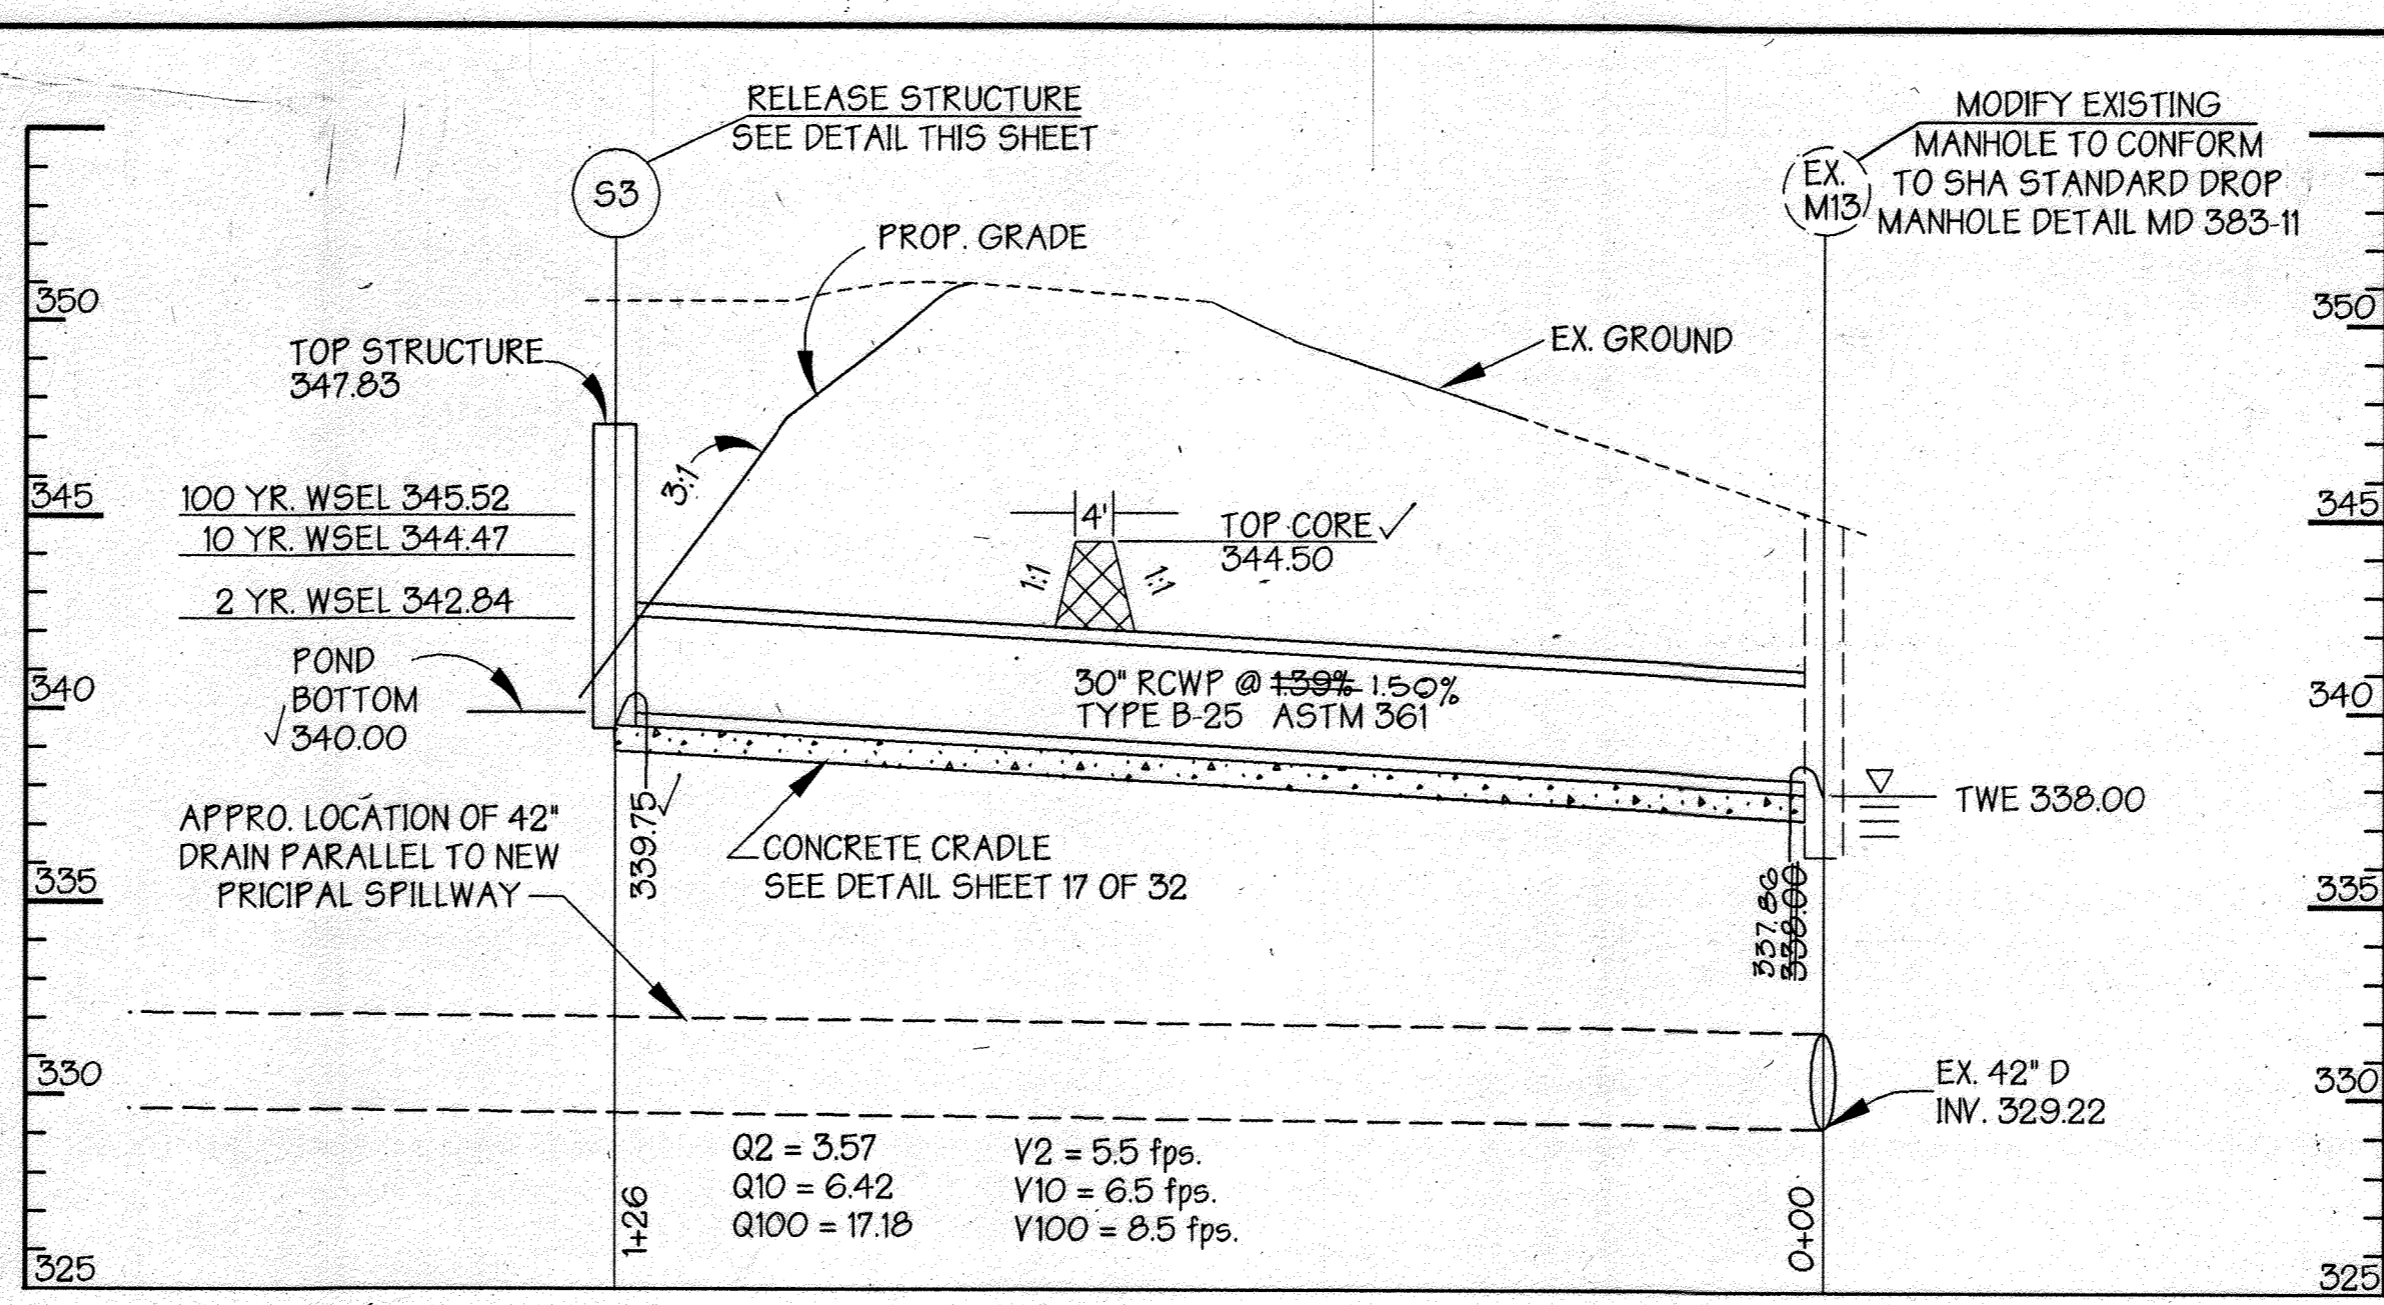 RELEASE STRUCTURE
SEE DETAIL THIS SHEET
S3
MODIFY EXISTING
MANHOLE TO CONFORM
TO SHA STANDARD DROP
MANHOLE DETAIL MD 383-11
EX.
M13
PROP. GRADE
350
350
TOP STRUCTURE
347.83
EX. GROUND
3:1
345
345
100 YR. WSEL 345.52
10 YR. WSEL 344.47
2 YR. WSEL 342.84
4'
TOP CORE ✓
344.50
1:1
1:1
POND
BOTTOM
✓ 340.00
340
340
30" RCWP @ 1.39% 1.50%
TYPE B-25 ASTM 361
TWE 338.00
339.75 ✓
APPRO. LOCATION OF 42"
DRAIN PARALLEL TO NEW
PRICIPAL SPILLWAY
CONCRETE CRADLE
SEE DETAIL SHEET 17 OF 32
335
335
337.86
338.00
330
330
EX. 42" D
INV. 329.22
Q2 = 3.57
Q10 = 6.42
Q100 = 17.18
V2 = 5.5 fps.
V10 = 6.5 fps.
V100 = 8.5 fps.
1+26
0+00
325
325